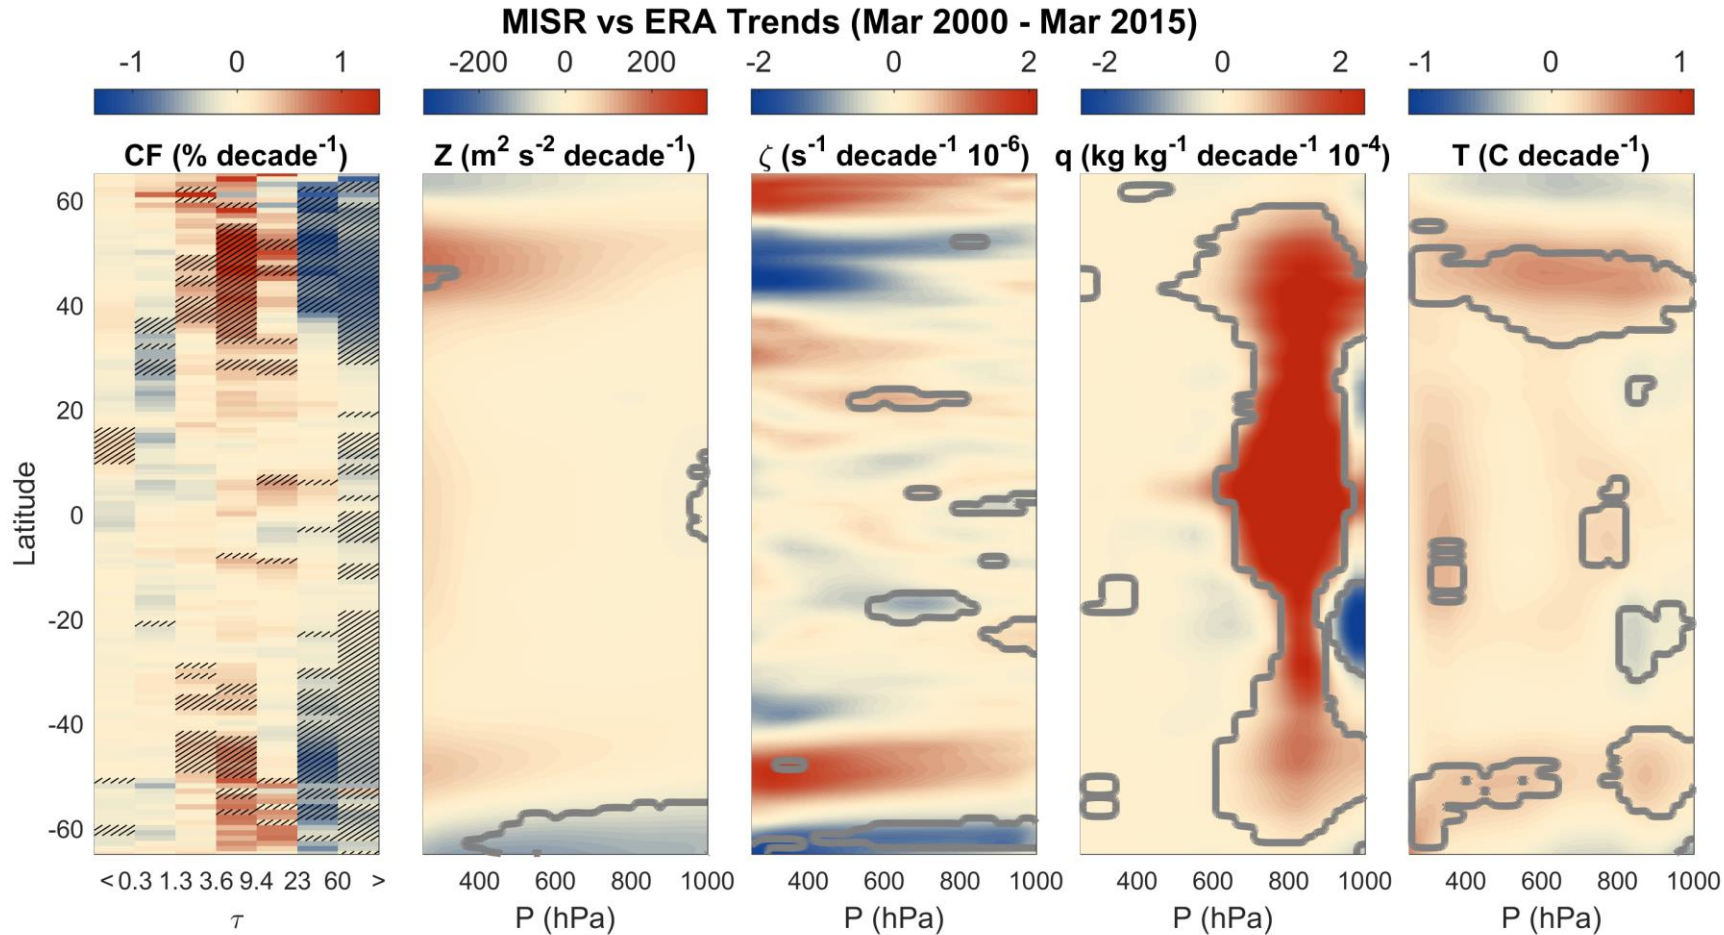 MISR vs ERA Trends (Mar 2000 - Mar 2015)
-1 0 1
-200 0 200
-2 0 2
-2 0 2
-1 0 1
CF (% decade⁻¹)
Z (m² s⁻² decade⁻¹)
ζ (s⁻¹ decade⁻¹ 10⁻⁶)
q (kg kg⁻¹ decade⁻¹ 10⁻⁴)
T (C decade⁻¹)
Latitude
60
40
20
0
-20
-40
-60
< 0.3 1.3 3.6 9.4 23 60 >
400 600 800 1000
400 600 800 1000
400 600 800 1000
400 600 800 1000
τ
P (hPa)
P (hPa)
P (hPa)
P (hPa)